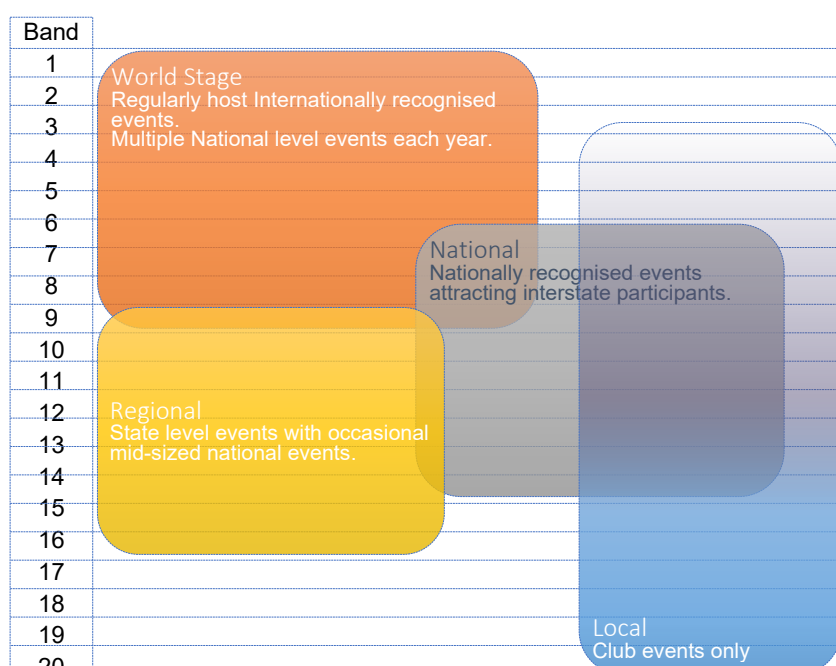 Band
1
2
3
4
5
6
7
8
9
10
11
12
13
14
15
16
17
18
19
20
World Stage
Regularly host Internationally recognised
events.
Multiple National level events each year.
National
Nationally recognised events
attracting interstate participants.
Regional
State level events with occasional
mid-sized national events.
Local
Club events only